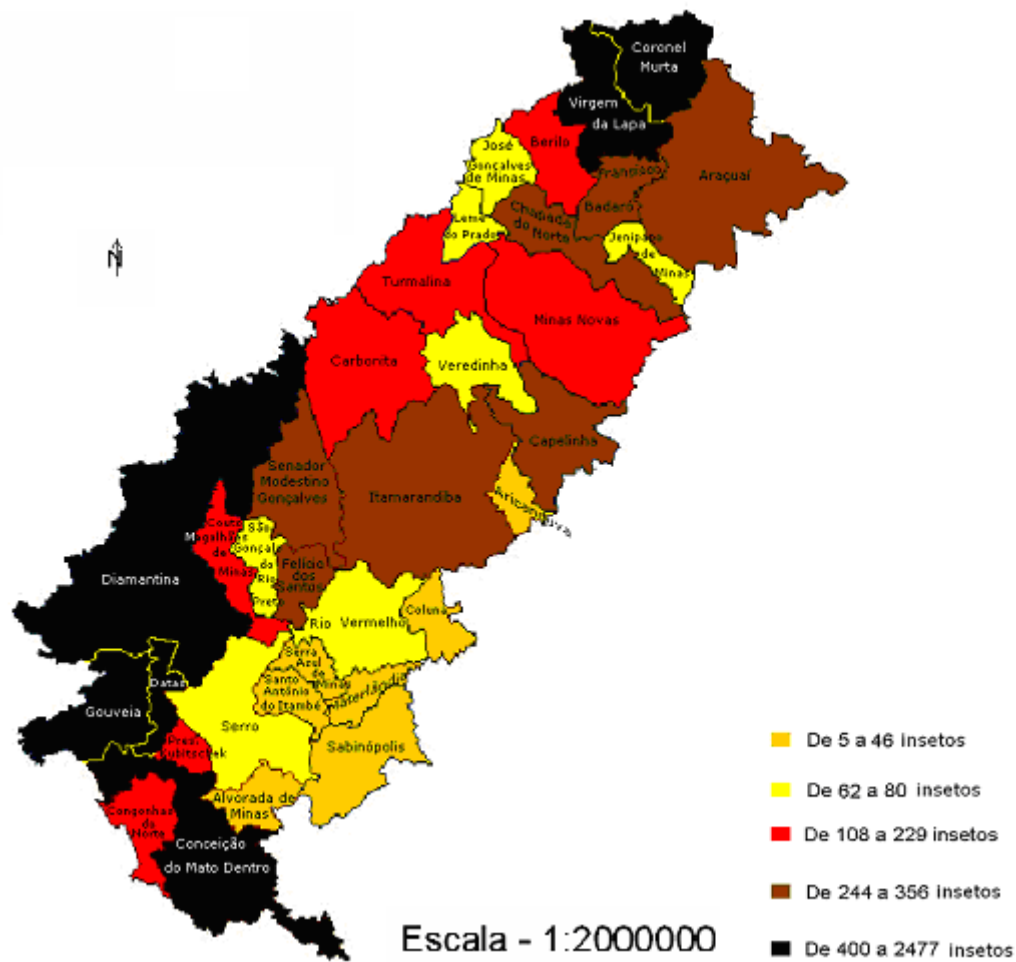 Coronel
Murta
Virgem
da Lapa
Berilo
José
Gonçalves
de Minas
Francisco
Badaró
Araçuaí
Leme
do Prado
Chapada
do Norte
Jenipapo
de
Minas
Turmalina
Minas Novas
Carbonita
Veredinha
Capelinha
Senador
Modestino
Gonçalves
Itamarandiba
Aricanduva
Couto
Magalhães
de
Minas
São
Gonçalo
do
Rio
Preto
Felício
dos
Santos
Diamantina
Rio Vermelho
Coluna
Serra
Azul
de
Minas
Santo
Antônio
do Itambé
Materlândia
Datas
Gouveia
Serro
Sabinópolis
Pres.
Kubitschek
Alvorada de
Minas
Congonhas
do
Norte
Conceição
do Mato Dentro
N
De 5 a 46 insetos
De 62 a 80 insetos
De 108 a 229 insetos
De 244 a 356 insetos
De 400 a 2477 insetos
Escala - 1:2000000